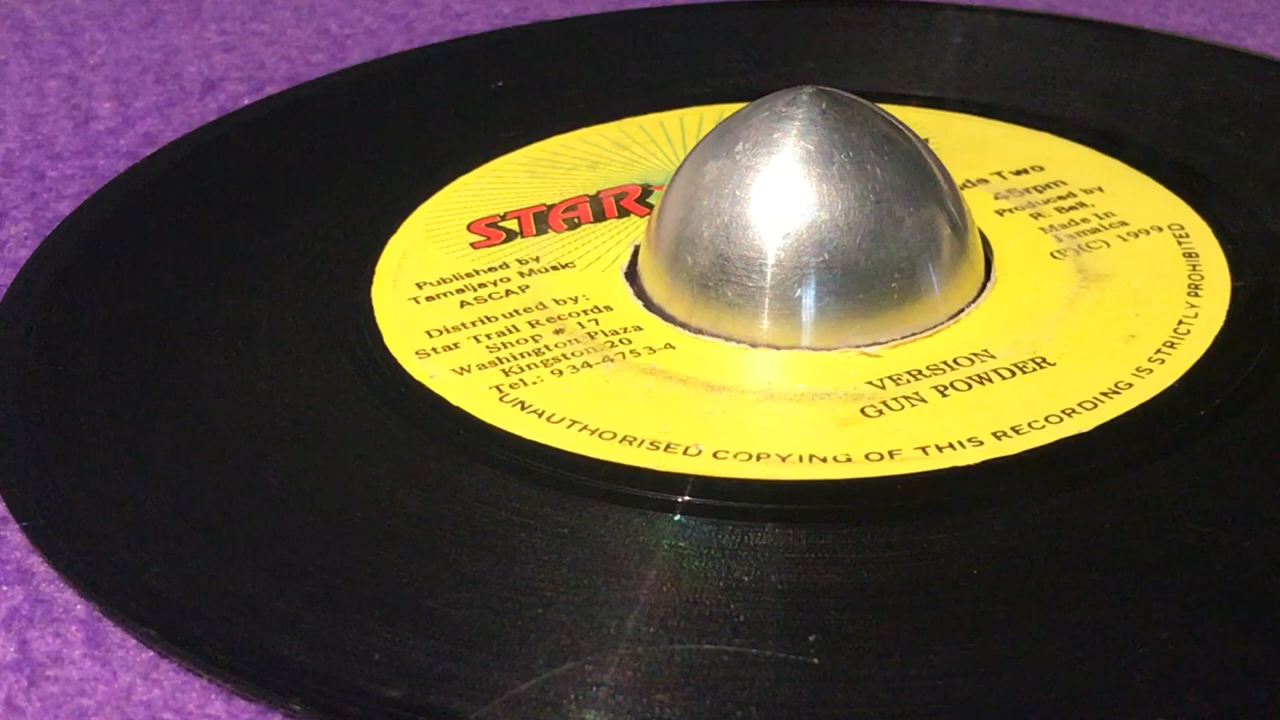 STAR
Published by
Tamaijayo Music
ASCAP
Distributed by:
Star Trail Records
Shop # 17
Washington Plaza
Kingston 20
Tel.: 934-4753-4
Two
45rpm
Produced by
R. Bell,
Made In
Jamaica
(P)(C) 1999
VERSION
GUN POWDER
UNAUTHORISED COPYING OF THIS RECORDING IS STRICTLY PROHIBITED